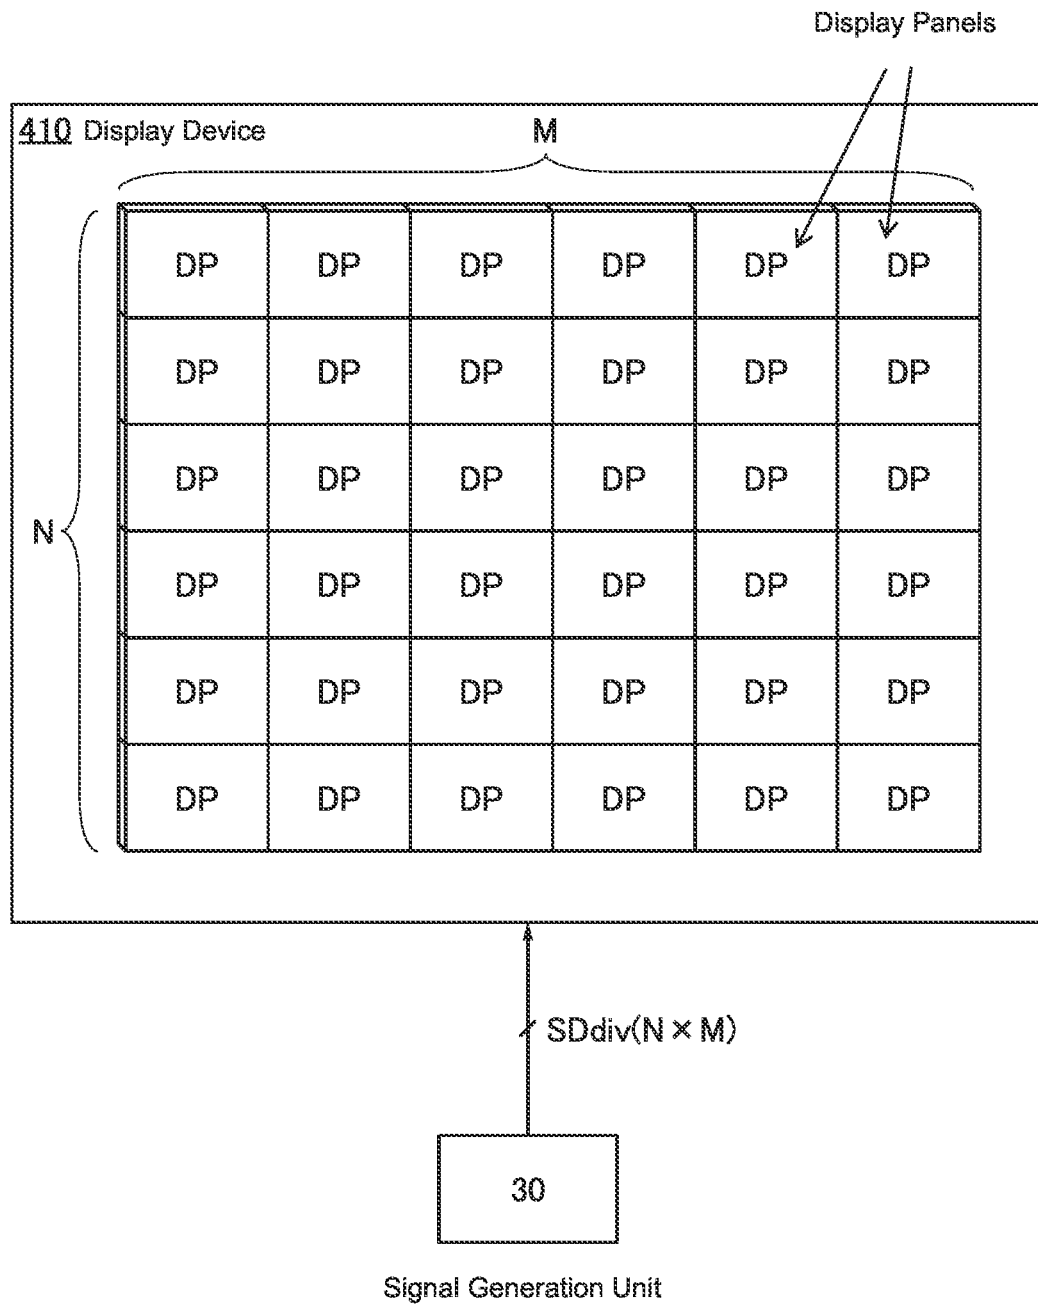 Display Panels
410 Display Device
M
DP DP DP DP DP DP
DP DP DP DP DP DP
DP DP DP DP DP DP
N
DP DP DP DP DP DP
DP DP DP DP DP DP
DP DP DP DP DP DP
SDdiv(N × M)
30
Signal Generation Unit